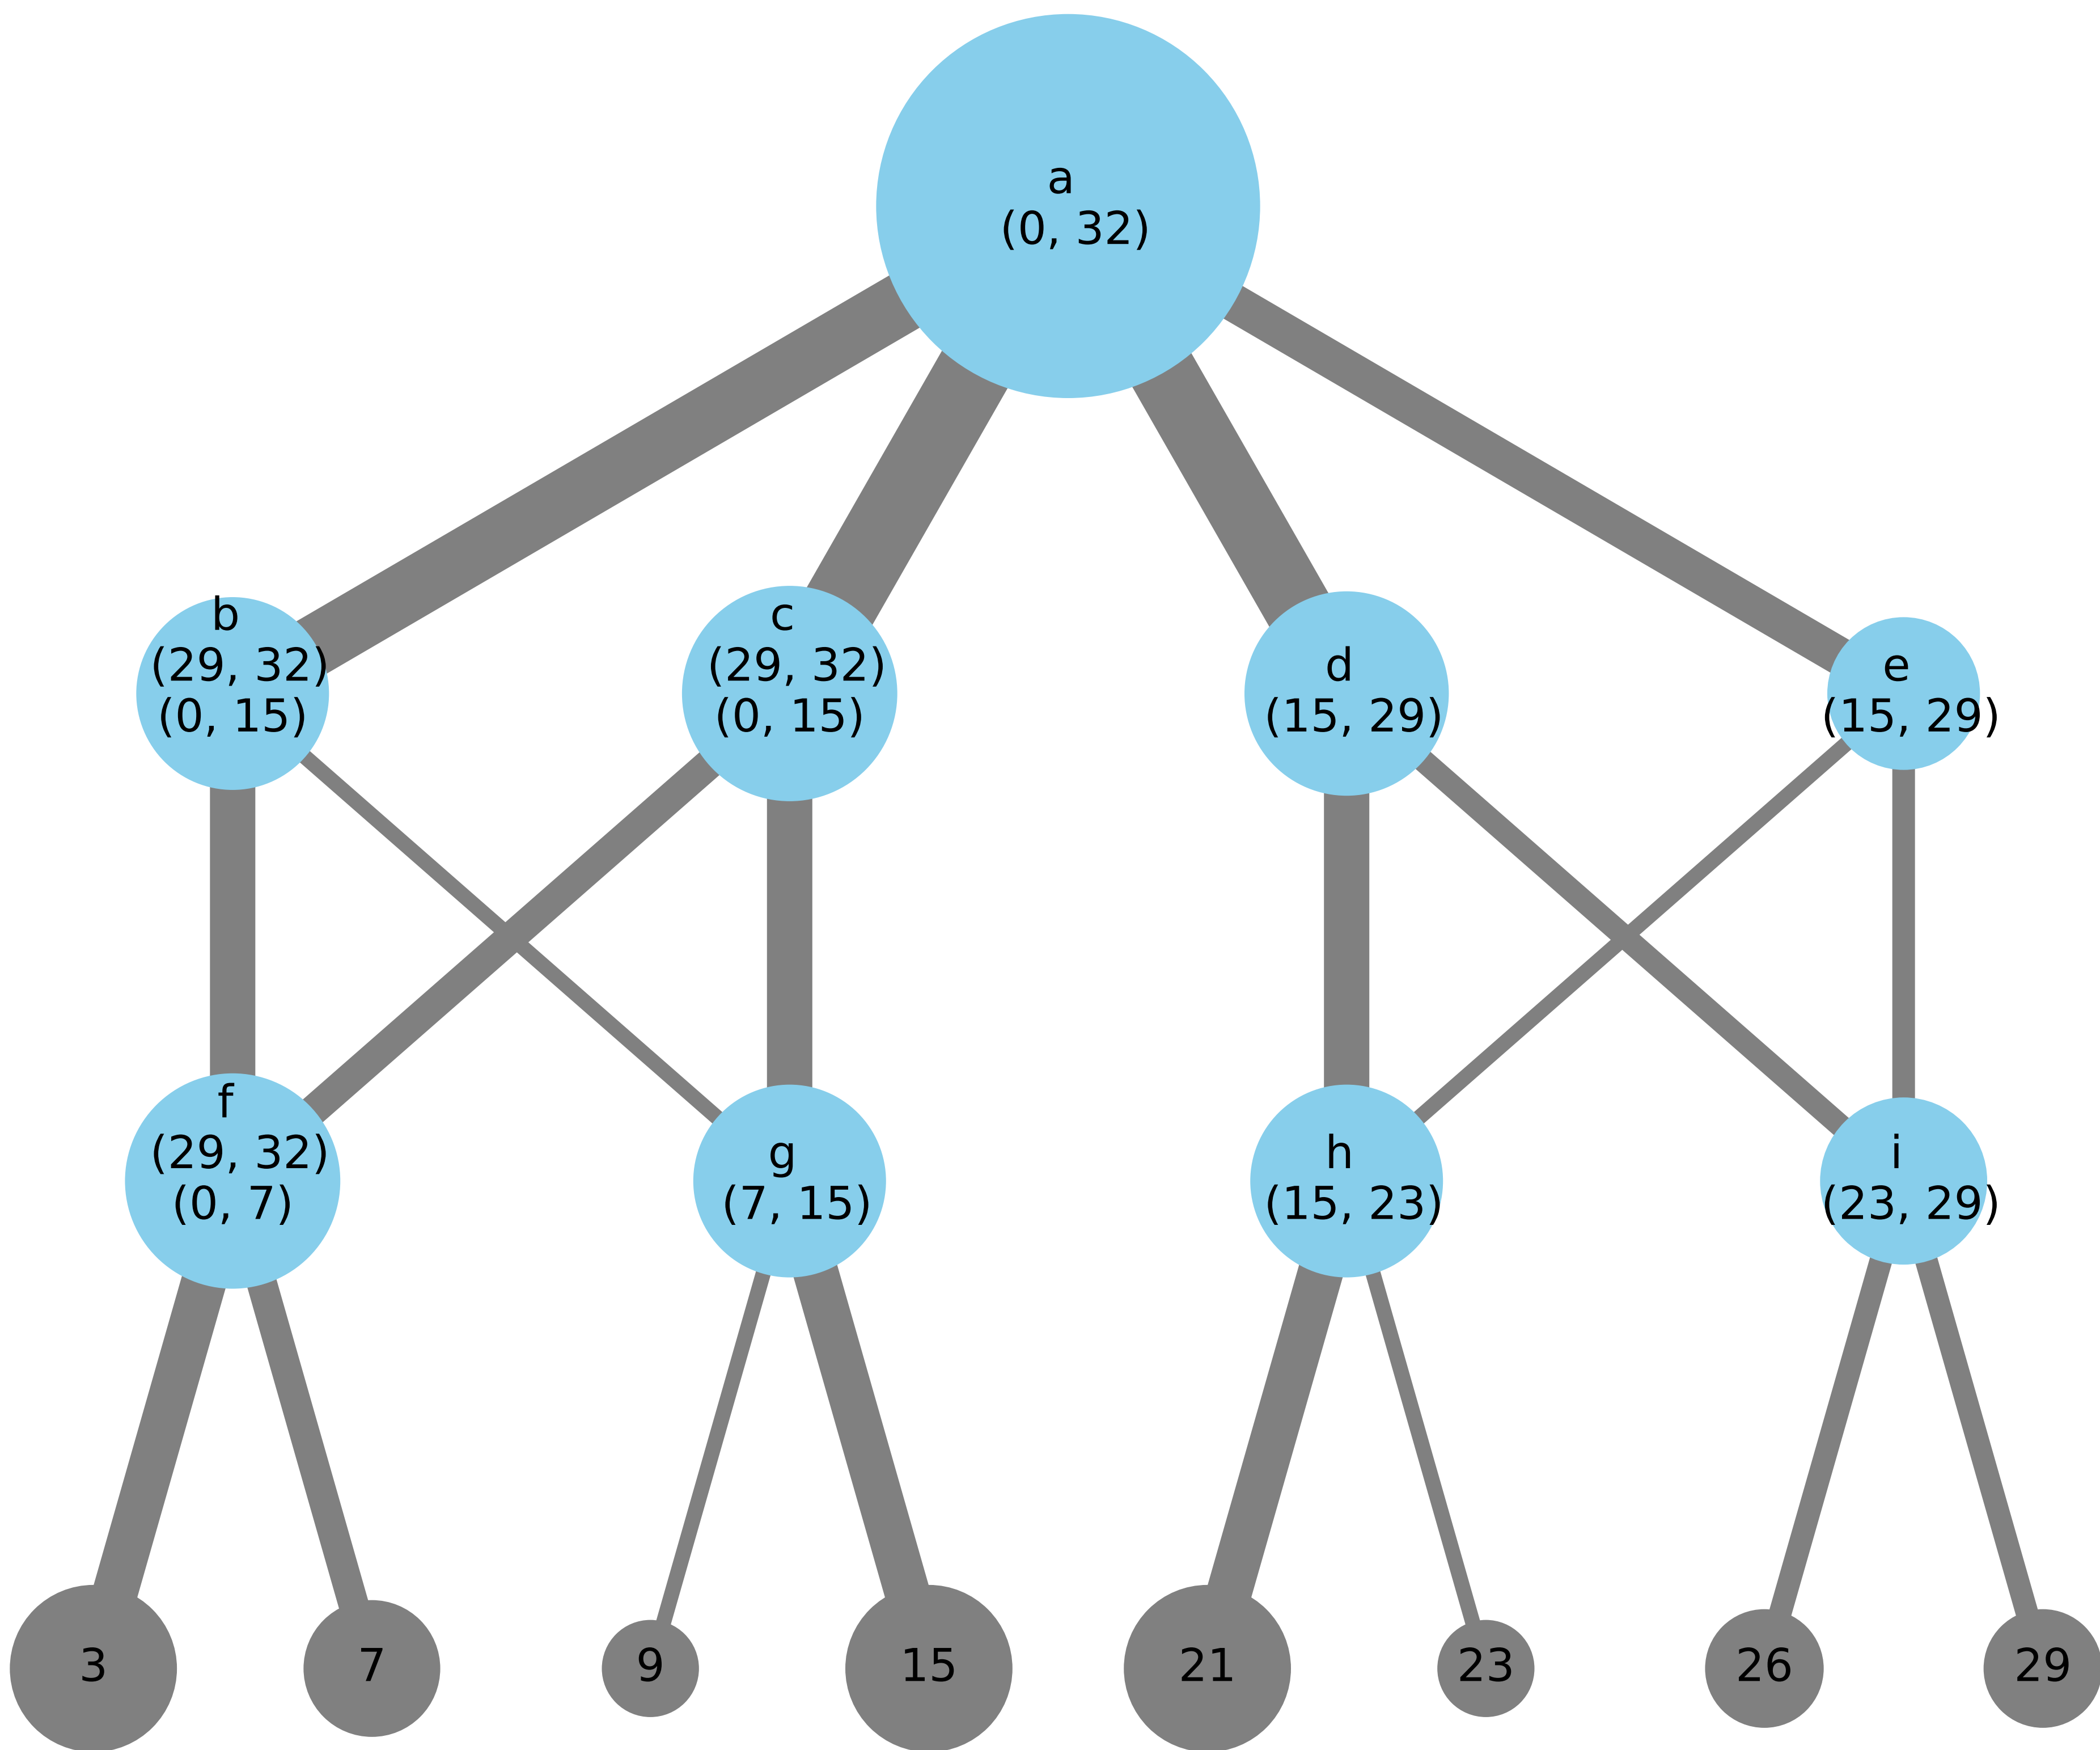 a
(0, 32)
b
(29, 32)
(0, 15)
c
(29, 32)
(0, 15)
d
(15, 29)
e
(15, 29)
f
(29, 32)
(0, 7)
g
(7, 15)
h
(15, 23)
i
(23, 29)
3
7
9
15
21
23
26
29